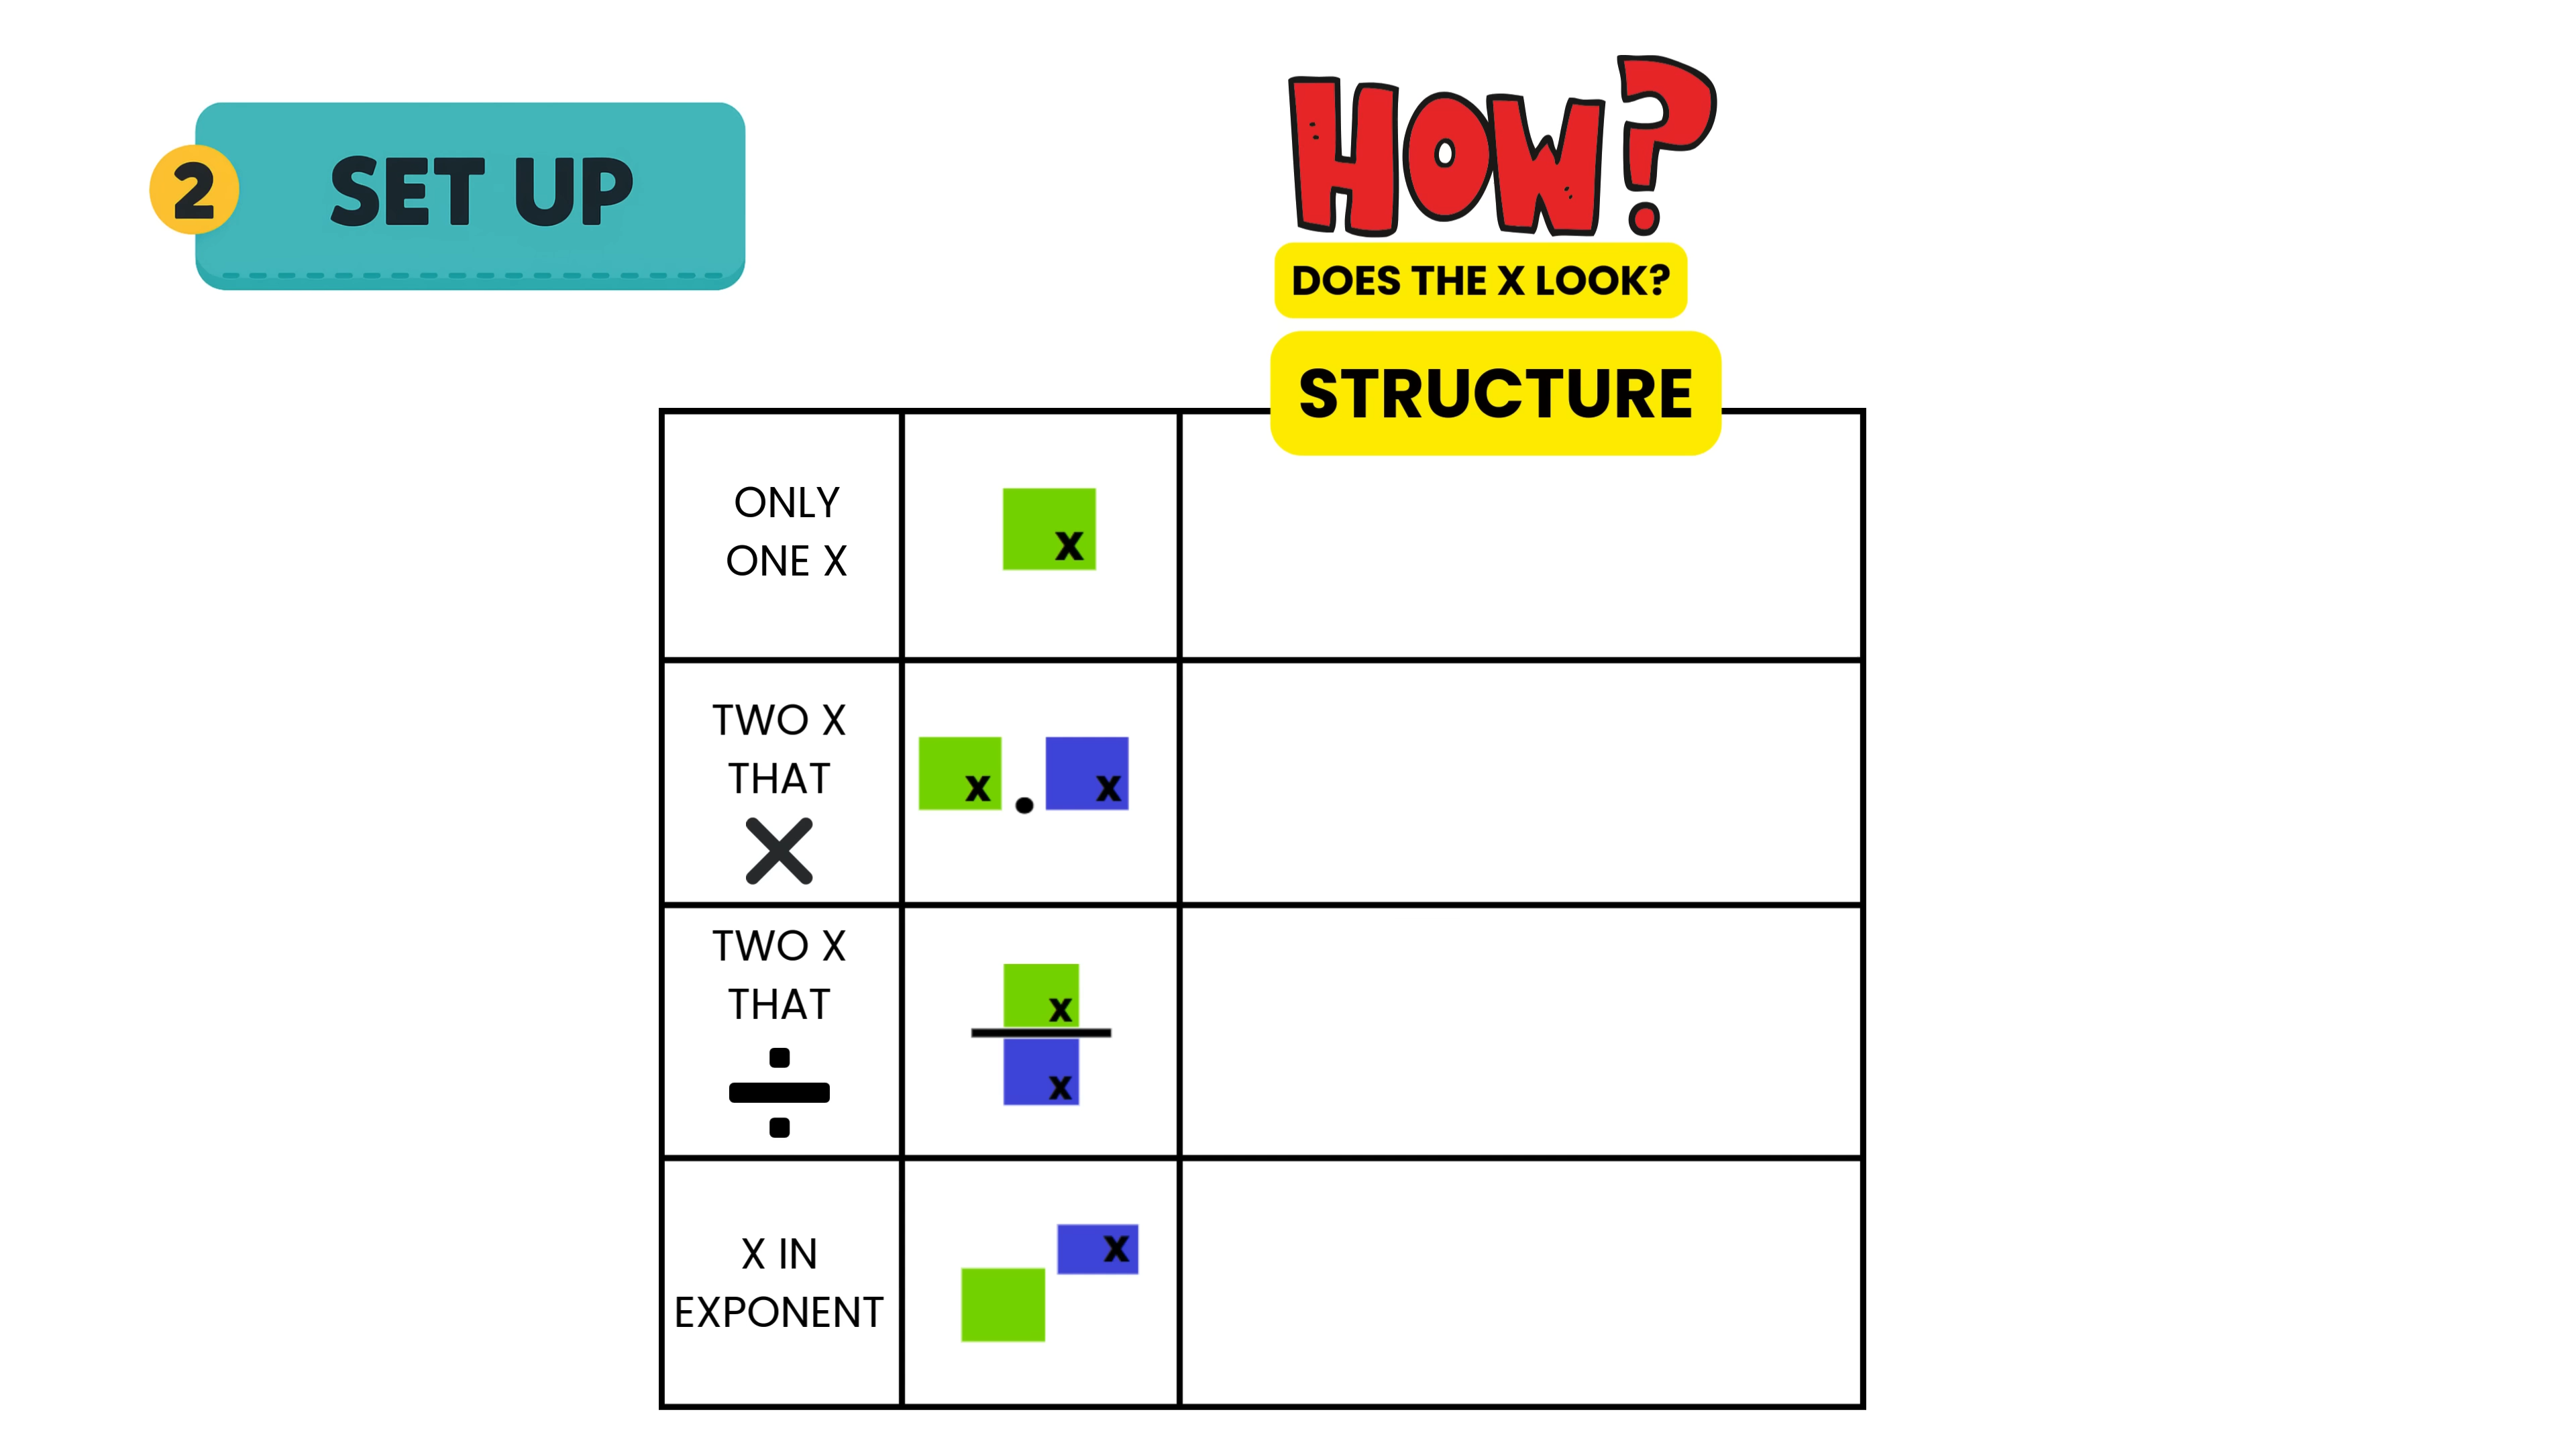 2 SET UP
HOW?
DOES THE X LOOK?
STRUCTURE
ONLY
ONE X
x
TWO X
THAT
×
x . x
TWO X
THAT
÷
x
x
X IN
EXPONENT
x